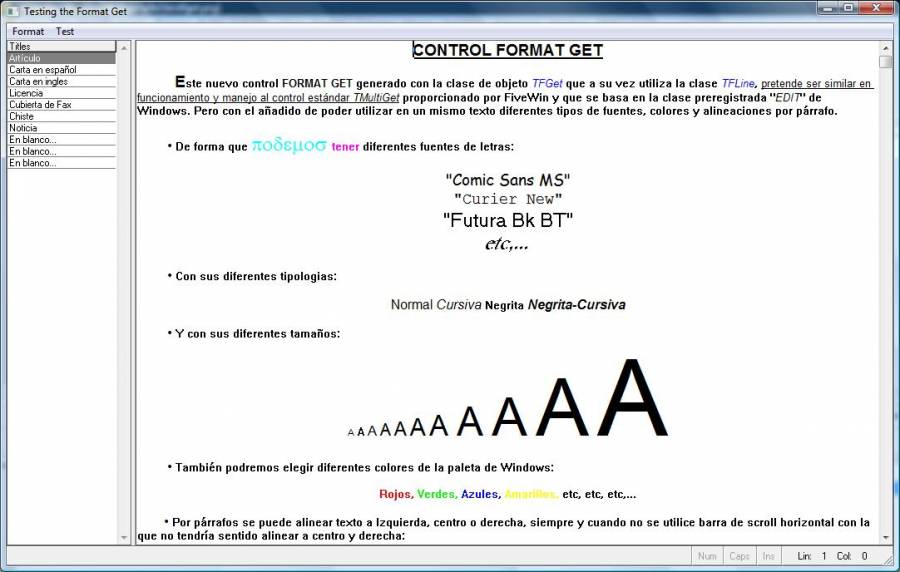 Testing the Format Get
Format Test
Titles
Artículo
Carta en español
Carta en ingles
Licencia
Cubierta de Fax
Chiste
Noticia
En blanco...
En blanco...
En blanco...
CONTROL FORMAT GET
Este nuevo control FORMAT GET generado con la clase de objeto TFGet que a su vez utiliza la clase TFLine, pretende ser similar en
funcionamiento y manejo al control estándar TMultiGet proporcionado por FiveWin y que se basa en la clase preregistrada "EDIT" de
Windows. Pero con el añadido de poder utilizar en un mismo texto diferentes tipos de fuentes, colores y alineaciones por párrafo.
• De forma que ποδεμοσ tener diferentes fuentes de letras:
"Comic Sans MS"
"Curier New"
"Futura Bk BT"
etc,...
• Con sus diferentes tipologias:
Normal Cursiva Negrita Negrita-Cursiva
• Y con sus diferentes tamaños:
A A A A A A A A A A A A
• También podremos elegir diferentes colores de la paleta de Windows:
Rojos, Verdes, Azules, Amarillos, etc, etc, etc,...
• Por párrafos se puede alinear texto a Izquierda, centro o derecha, siempre y cuando no se utilice barra de scroll horizontal con la
que no tendría sentido alinear a centro y derecha:
Num Caps Ins Lin: 1 Col: 0